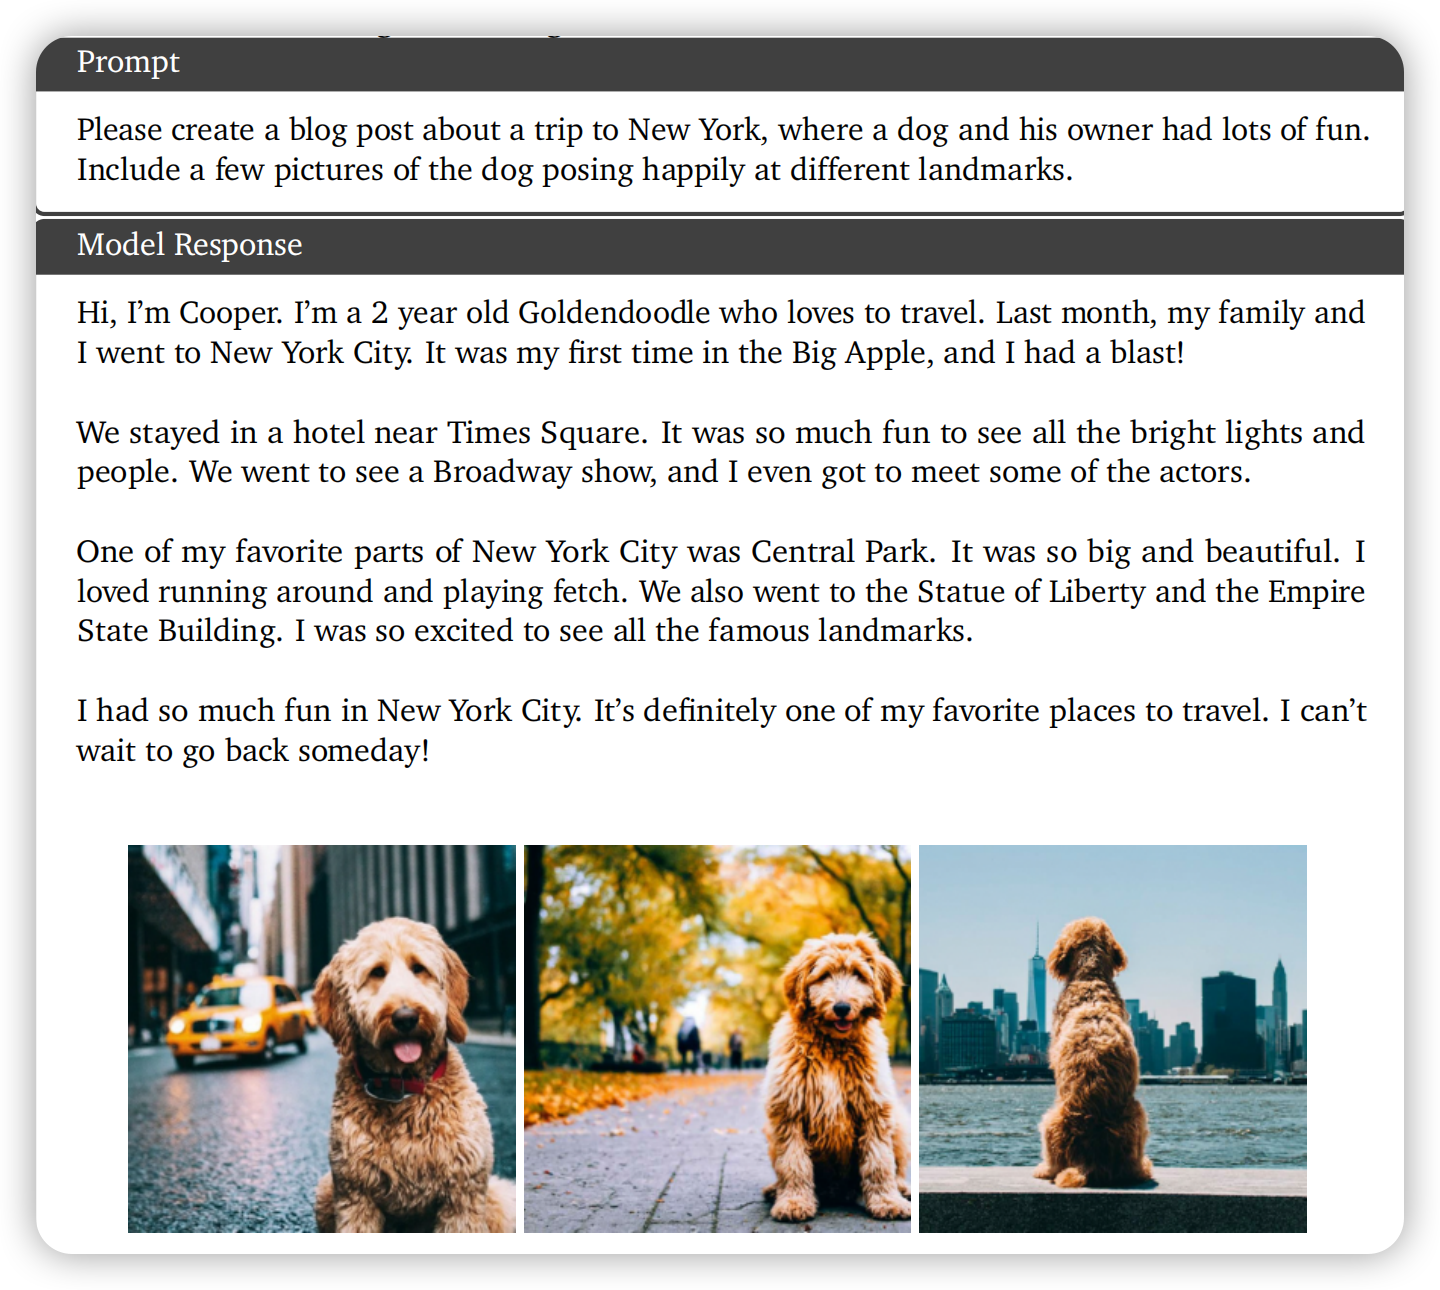 Prompt
Please create a blog post about a trip to New York, where a dog and his owner had lots of fun.
Include a few pictures of the dog posing happily at different landmarks.
Model Response
Hi, I’m Cooper. I’m a 2 year old Goldendoodle who loves to travel. Last month, my family and
I went to New York City. It was my first time in the Big Apple, and I had a blast!
We stayed in a hotel near Times Square. It was so much fun to see all the bright lights and
people. We went to see a Broadway show, and I even got to meet some of the actors.
One of my favorite parts of New York City was Central Park. It was so big and beautiful. I
loved running around and playing fetch. We also went to the Statue of Liberty and the Empire
State Building. I was so excited to see all the famous landmarks.
I had so much fun in New York City. It’s definitely one of my favorite places to travel. I can’t
wait to go back someday!